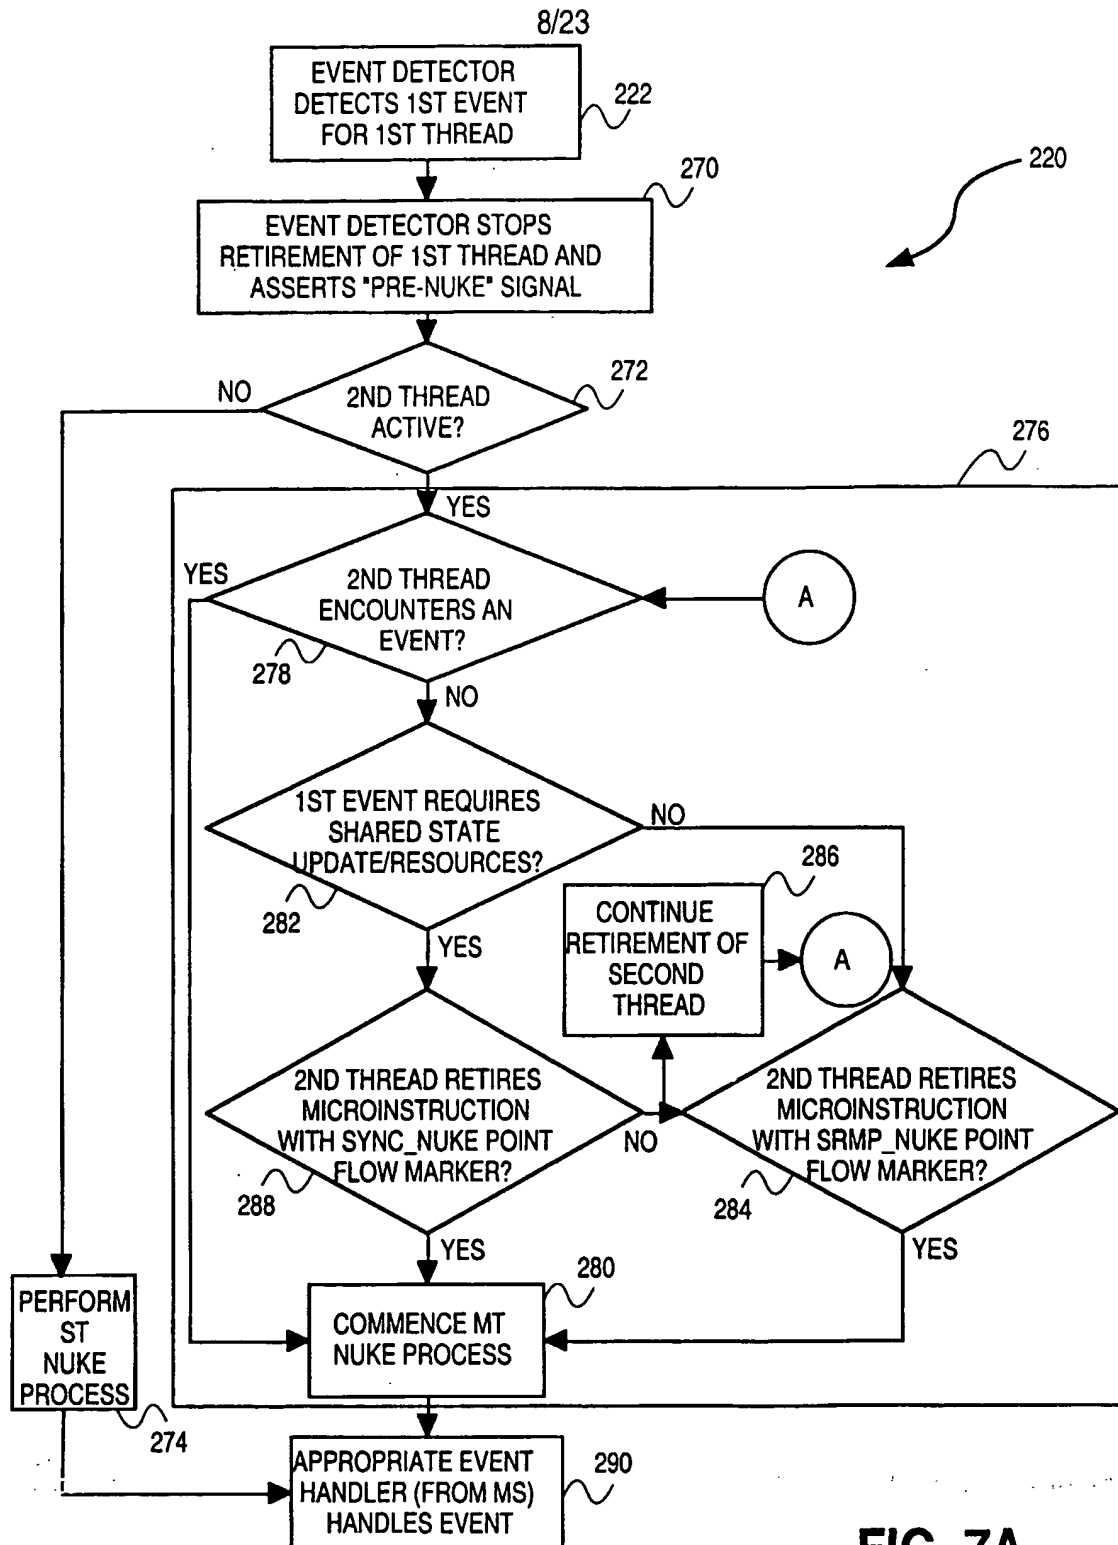 8/23
EVENT DETECTOR
DETECTS 1ST EVENT
FOR 1ST THREAD
222
220
270
EVENT DETECTOR STOPS
RETIREMENT OF 1ST THREAD AND
ASSERTS "PRE-NUKE" SIGNAL
272
NO
2ND THREAD
ACTIVE?
276
YES
YES
2ND THREAD
ENCOUNTERS AN
EVENT?
A
278
NO
1ST EVENT REQUIRES
SHARED STATE
UPDATE/RESOURCES?
NO
282
286
CONTINUE
RETIREMENT OF
SECOND
THREAD
A
YES
2ND THREAD RETIRES
MICROINSTRUCTION
WITH SYNC_NUKE POINT
FLOW MARKER?
NO
288
2ND THREAD RETIRES
MICROINSTRUCTION
WITH SRMP_NUKE POINT
FLOW MARKER?
284
YES
YES
280
COMMENCE MT
NUKE PROCESS
PERFORM
ST
NUKE
PROCESS
274
APPROPRIATE EVENT
HANDLER (FROM MS)
HANDLES EVENT
290
FIG. 7A